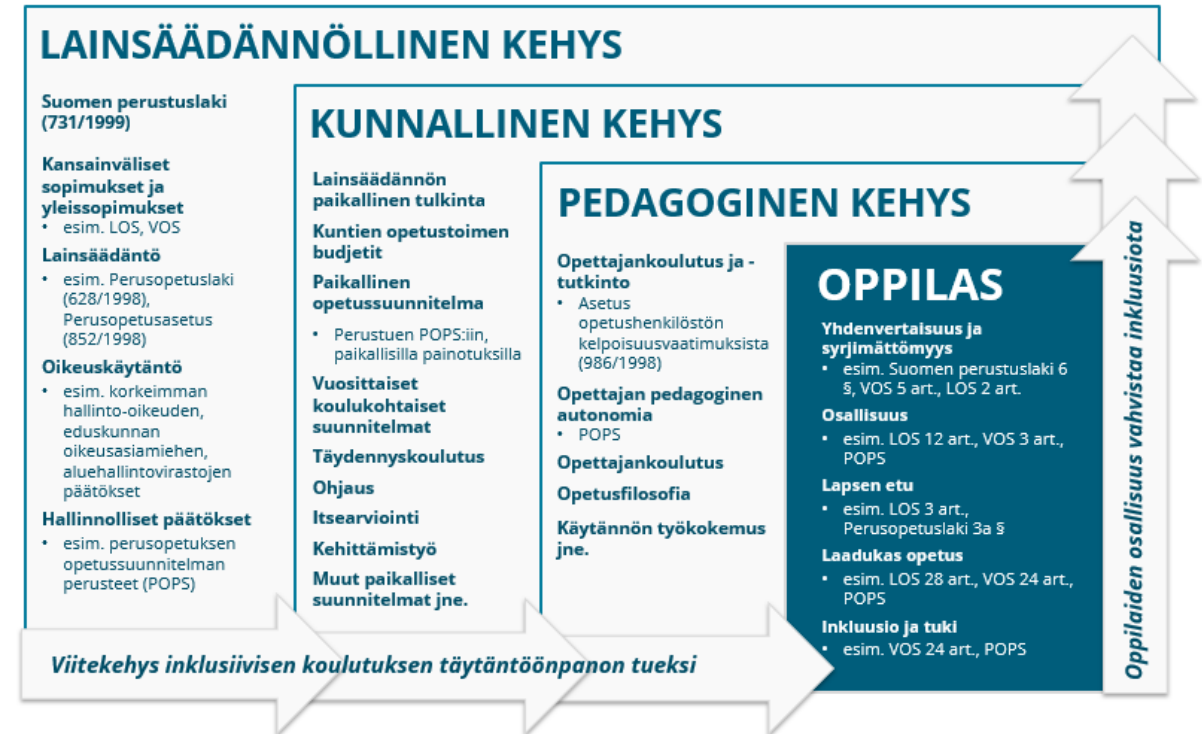 LAINSÄÄDÄNNÖLLINEN KEHYS
Suomen perustuslaki
(731/1999)
Kansainväliset
sopimukset ja
yleissopimukset
• esim. LOS, VOS
Lainsäädäntö
• esim. Perusopetuslaki
(628/1998),
Perusopetusasetus
(852/1998)
Oikeuskäytäntö
• esim. korkeimman
hallinto-oikeuden,
eduskunnan
oikeusasiamiehen,
aluehallintovirastojen
päätökset
Hallinnolliset päätökset
• esim. perusopetuksen
opetussuunnitelman
perusteet (POPS)
KUNNALLINEN KEHYS
Lainsäädännön
paikallinen tulkinta
Kuntien opetustoimen
budjetit
Paikallinen
opetussuunnitelma
• Perustuen POPS:iin,
paikallisilla painotuksilla
Vuosittaiset
koulukohtaiset
suunnitelmat
Täydennyskoulutus
Ohjaus
Itsearviointi
Kehittämistyö
Muut paikalliset
suunnitelmat jne.
PEDAGOGINEN KEHYS
Opettajankoulutus ja -
tutkinto
• Asetus
opetushenkilöstön
kelpoisuusvaatimuksista
(986/1998)
Opettajan pedagoginen
autonomia
• POPS
Opettajankoulutus
Opetusfilosofia
Käytännön työkokemus
jne.
OPPILAS
Yhdenvertaisuus ja
syrjimättömyys
• esim. Suomen perustuslaki 6
§, VOS 5 art., LOS 2 art.
Osallisuus
• esim. LOS 12 art., VOS 3 art.,
POPS
Lapsen etu
• esim. LOS 3 art.,
Perusopetuslaki 3a §
Laadukas opetus
• esim. LOS 28 art., VOS 24 art.,
POPS
Inkluusio ja tuki
• esim. VOS 24 art., POPS
Viitekehys inklusiivisen koulutuksen täytäntöönpanon tueksi
Oppilaiden osallisuus vahvistaa inkluusiota